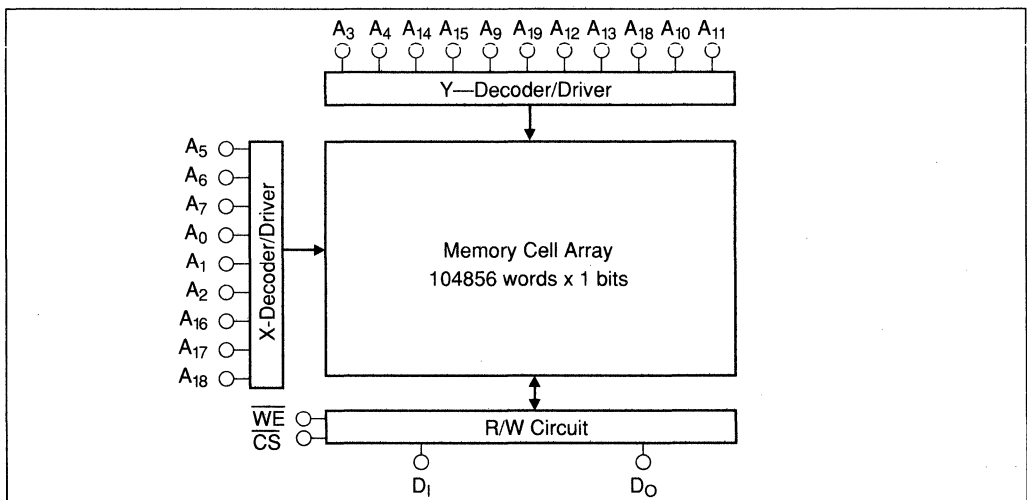 A3 A4 A14 A15 A9 A19 A12 A13 A18 A10 A11
Y—Decoder/Driver
A5
A6
A7
A0
A1
A2
A16
A17
A18
X-Decoder/Driver
Memory Cell Array
104856 words x 1 bits
WE
CS
R/W Circuit
DI
DO